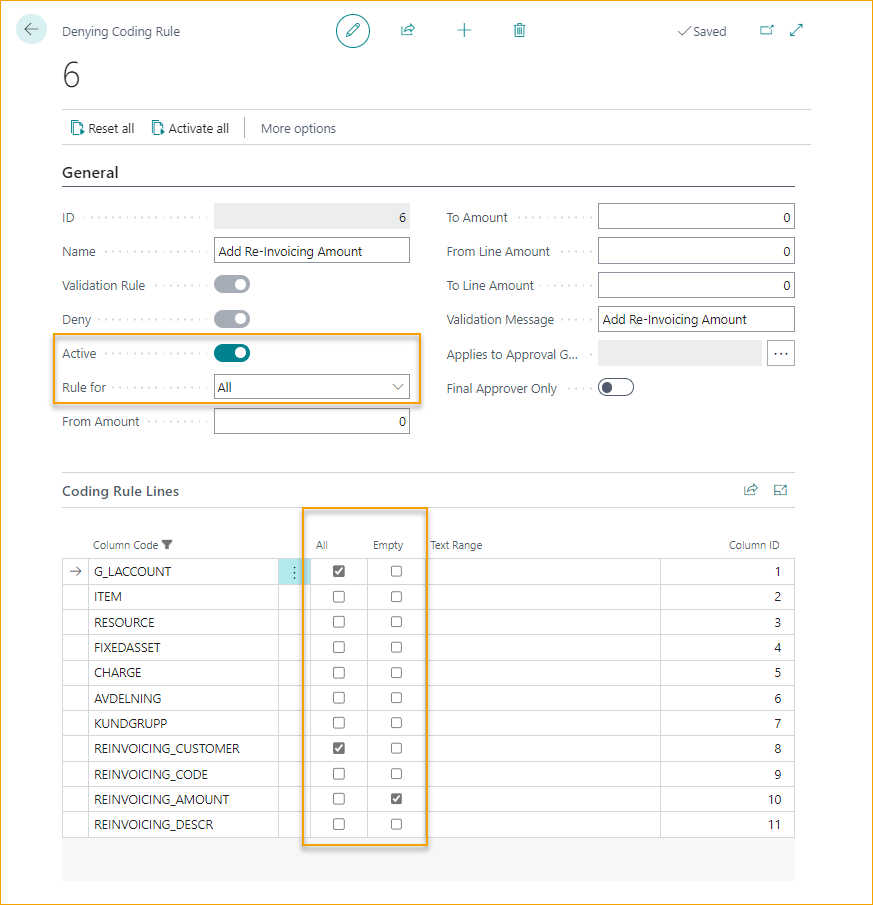 Denying Coding Rule
Saved
6
Reset all
Activate all
More options
General
ID 6
Name Add Re-Invoicing Amount
Validation Rule
Deny
Active
Rule for All
From Amount 0
To Amount 0
From Line Amount 0
To Line Amount 0
Validation Message Add Re-Invoicing Amount
Applies to Approval G... ...
Final Approver Only
Coding Rule Lines
Column Code All Empty Text Range Column ID
G_LACCOUNT 1
ITEM 2
RESOURCE 3
FIXEDASSET 4
CHARGE 5
AVDELNING 6
KUNDGRUPP 7
REINVOICING_CUSTOMER 8
REINVOICING_CODE 9
REINVOICING_AMOUNT 10
REINVOICING_DESCR 11